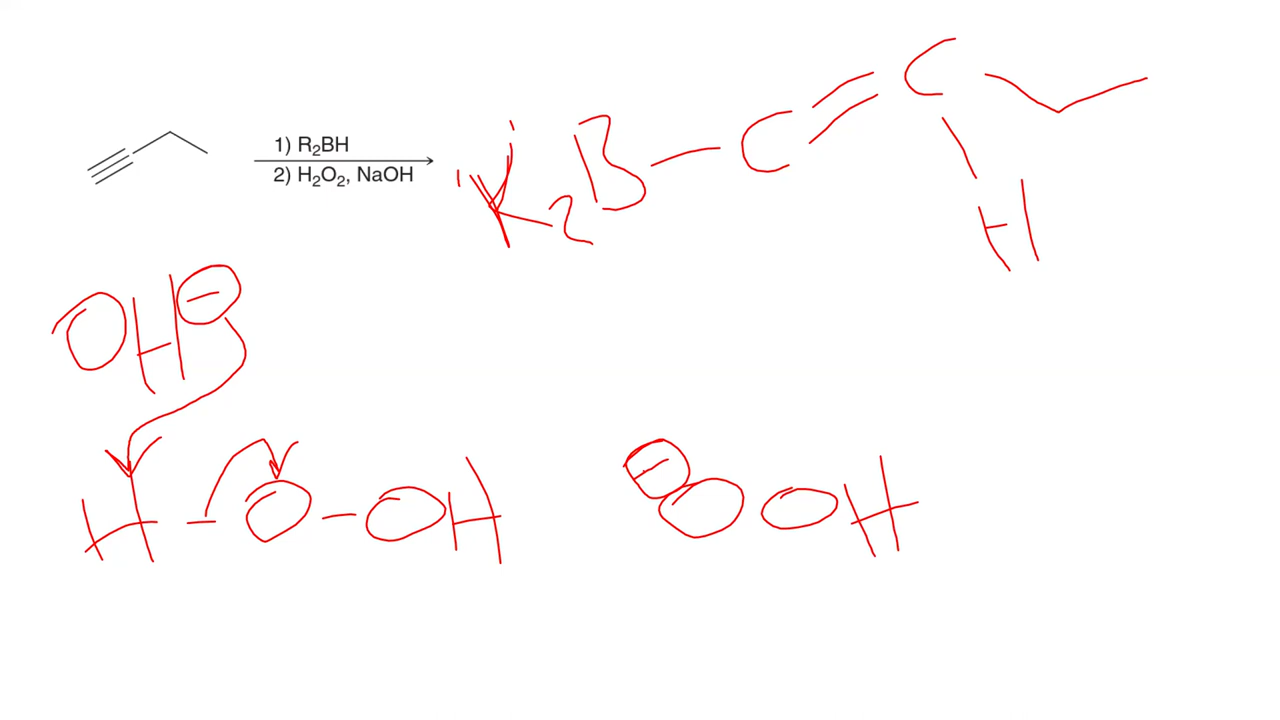 1) R₂BH
2) H₂O₂, NaOH
R₂B-C=C
H
OH⊖
H-O-OH
⊖OOH